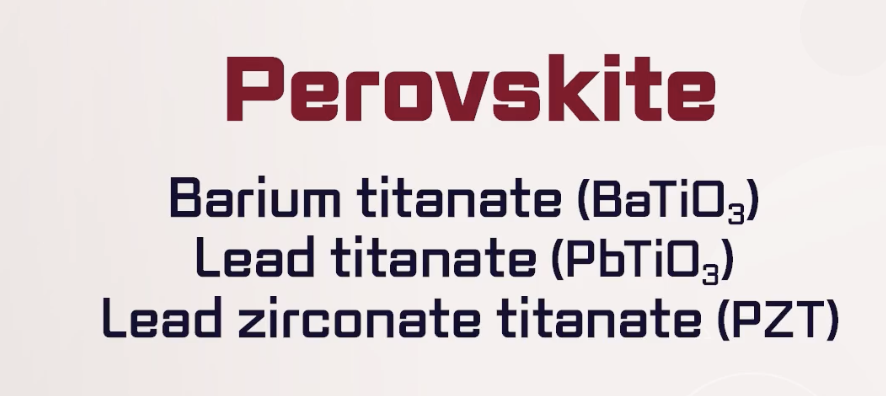 Perovskite
Barium titanate (BaTiO₃)
Lead titanate (PbTiO₃)
Lead zirconate titanate (PZT)